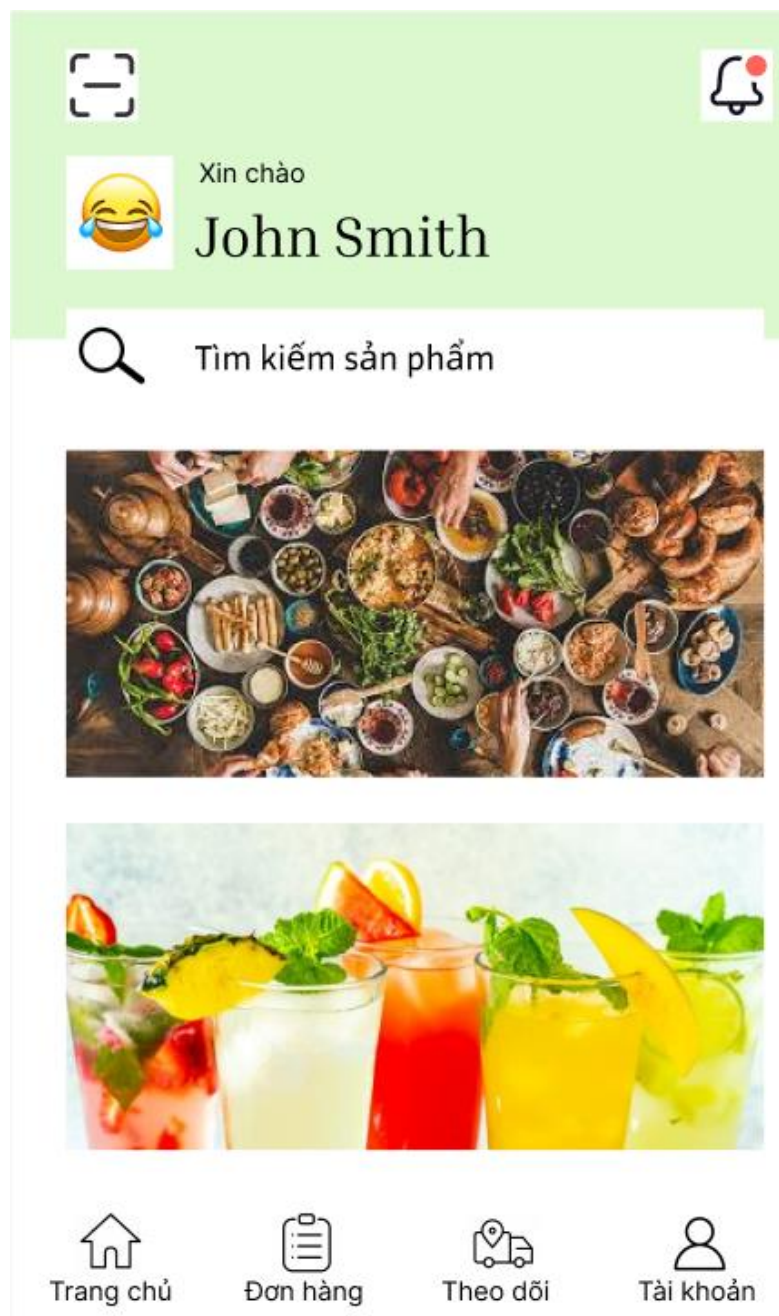 Xin chào
John Smith
Tìm kiếm sản phẩm
Trang chủ
Đơn hàng
Theo dõi
Tài khoản